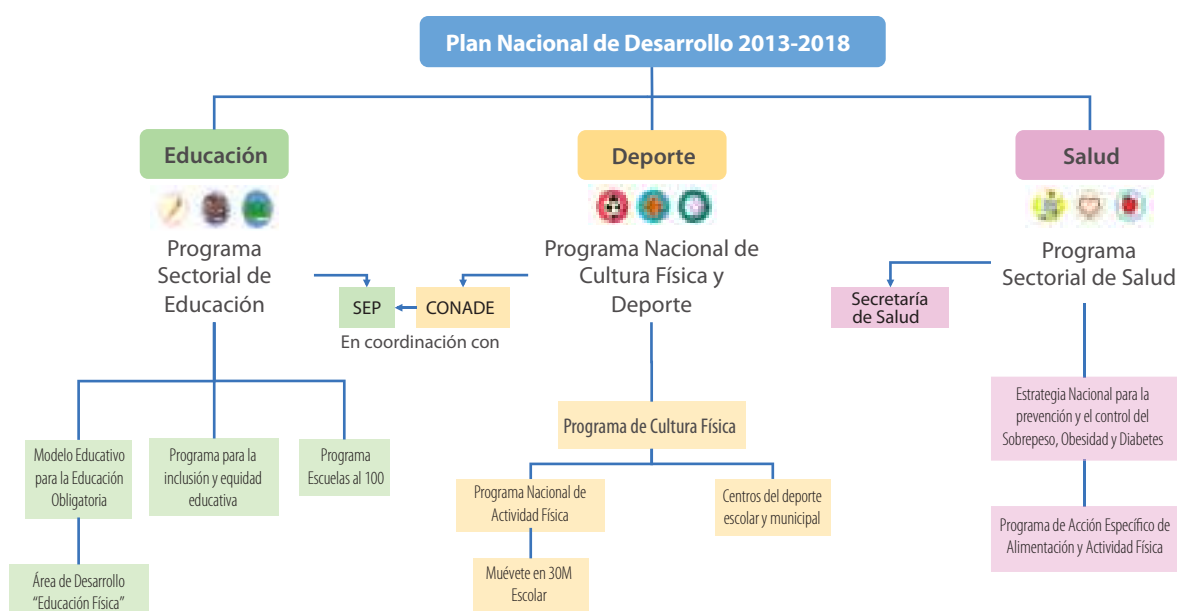 Plan Nacional de Desarrollo 2013-2018
Educación
Deporte
Salud
Programa
Sectorial de
Educación
SEP
CONADE
En coordinación con
Programa Nacional de
Cultura Física y
Deporte
Secretaría
de Salud
Programa
Sectorial de Salud
Modelo Educativo
para la Educación
Obligatoria
Programa para la
inclusión y equidad
educativa
Programa
Escuelas al 100
Área de Desarrollo
“Educación Física”
Programa de Cultura Física
Programa Nacional de
Actividad Física
Centros del deporte
escolar y municipal
Muévete en 30M
Escolar
Estrategia Nacional para la
prevención y el control del
Sobrepeso, Obesidad y Diabetes
Programa de Acción Específico de
Alimentación y Actividad Física